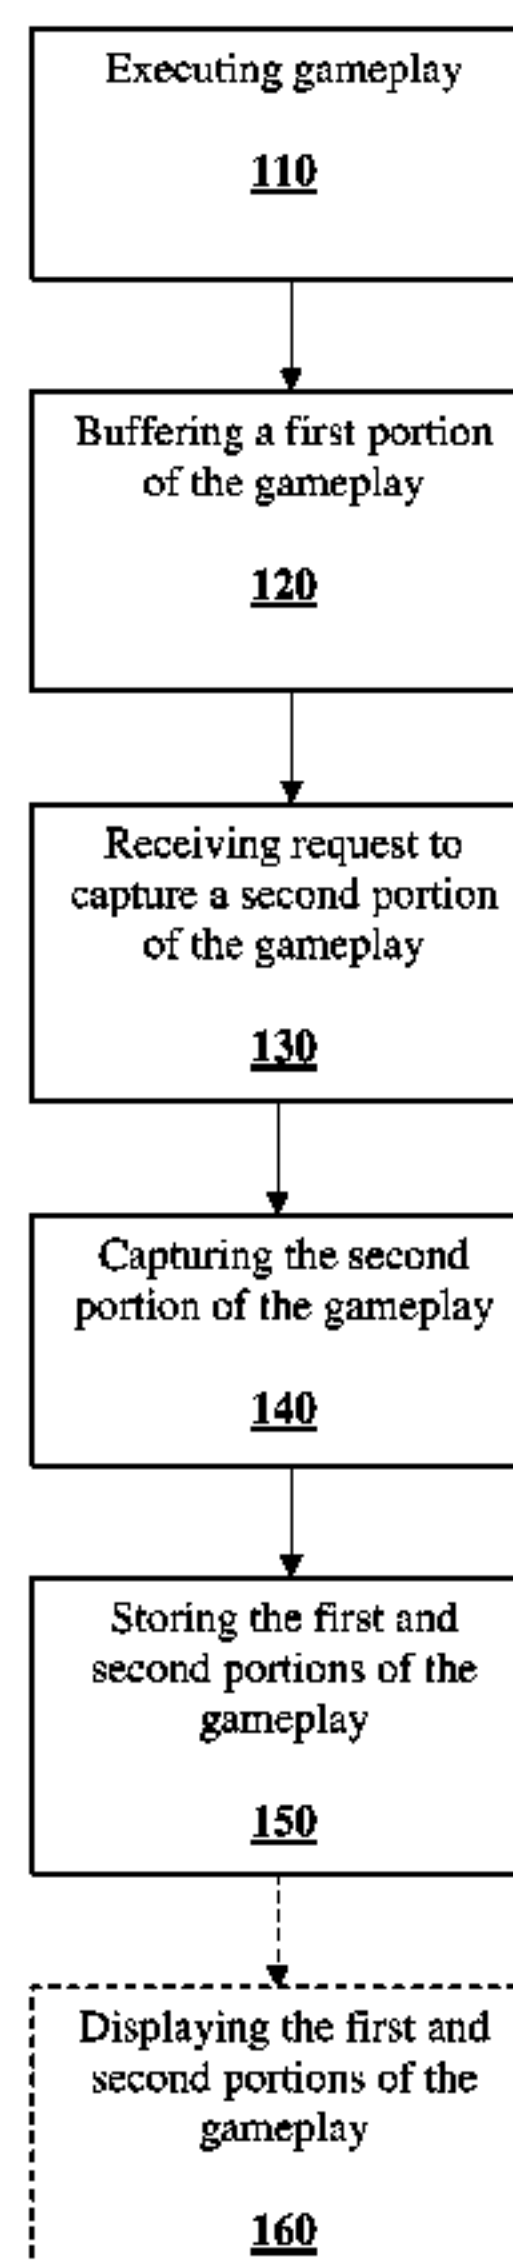 Executing gameplay
110
Buffering a first portion
of the gameplay
120
Receiving request to
capture a second portion
of the gameplay
130
Capturing the second
portion of the gameplay
140
Storing the first and
second portions of the
gameplay
150
Displaying the first and
second portions of the
gameplay
160